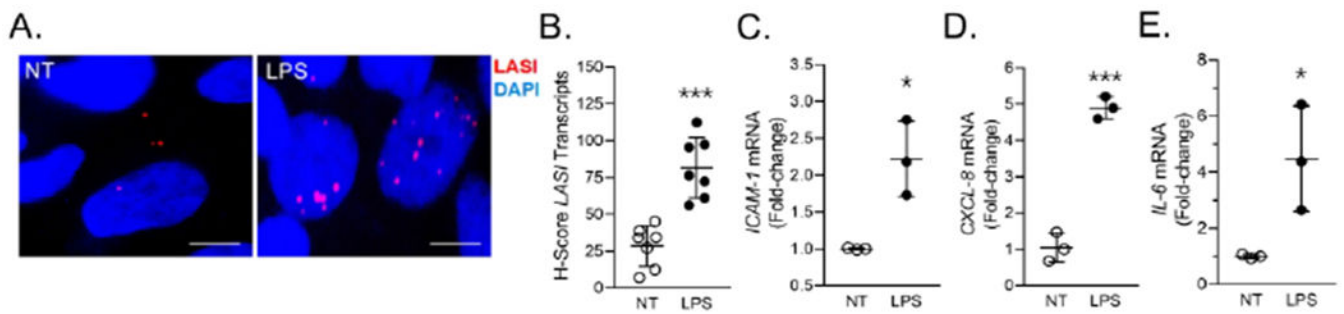 A.
NT
LPS
LASI
DAPI
B.
H-Score LASI Transcripts
150
125
100
75
50
25
0
***
NT
LPS
C.
ICAM-1 mRNA
(Fold-change)
3.5
3.0
2.5
2.0
1.5
1.0
0.5
*
NT
LPS
D.
CXCL-8 mRNA
(Fold-change)
6
5
4
3
2
1
0
***
NT
LPS
E.
IL-6 mRNA
(Fold-change)
8
6
4
2
0
*
NT
LPS